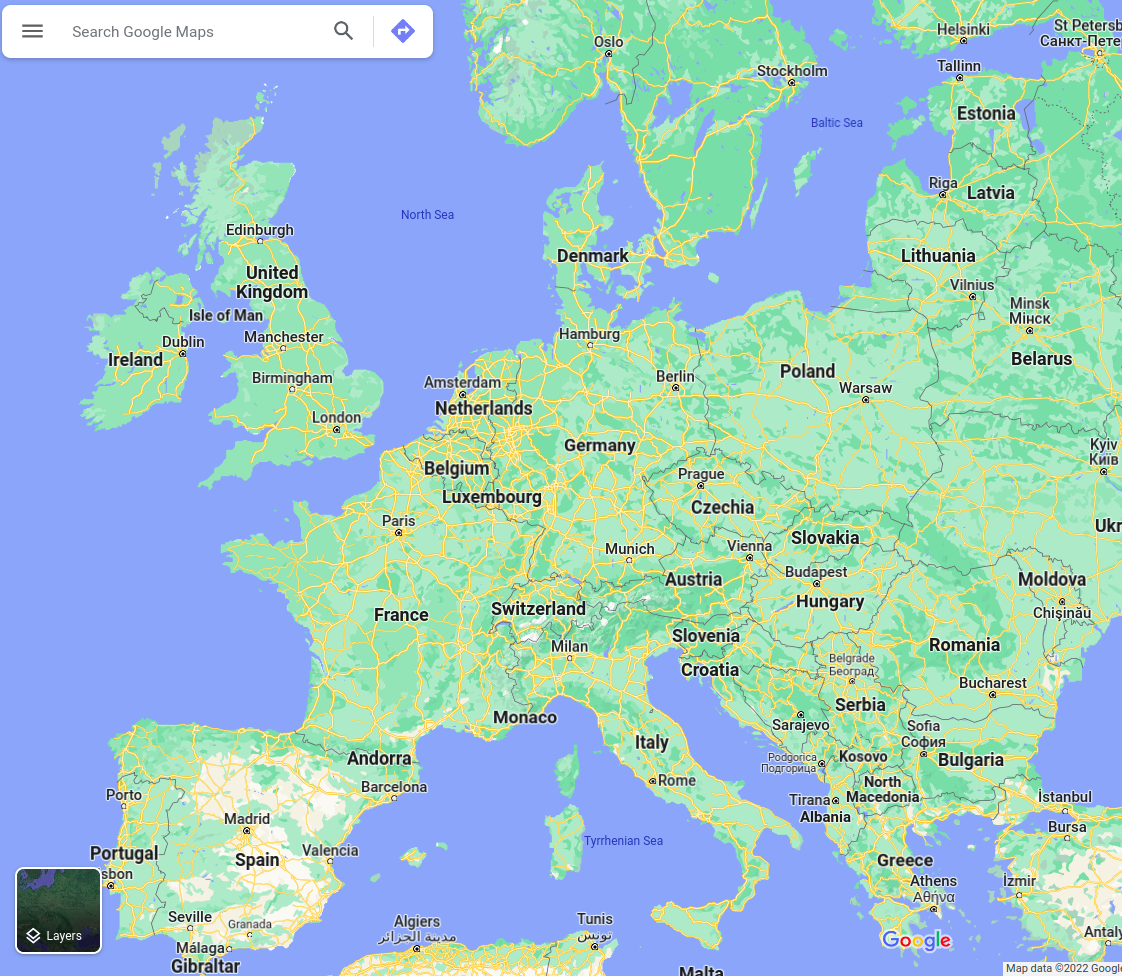 Search Google Maps
Oslo
Helsinki
St Petersb
Санкт-Петер
Stockholm
Tallinn
Estonia
Baltic Sea
Riga
Latvia
North Sea
Edinburgh
Denmark
Lithuania
United
Kingdom
Vilnius
Isle of Man
Minsk
Мінск
Dublin
Manchester
Hamburg
Ireland
Belarus
Birmingham
Amsterdam
Berlin
Poland
Warsaw
London
Netherlands
Germany
Kyiv
Київ
Belgium
Prague
Luxembourg
Czechia
Paris
Ukr
Munich
Vienna
Slovakia
Budapest
Austria
Moldova
France
Switzerland
Hungary
Chișinău
Slovenia
Milan
Romania
Croatia
Belgrade
Београд
Bucharest
Monaco
Serbia
Sarajevo
Sofia
София
Italy
Andorra
Podgorica
Подгорица
Kosovo
Bulgaria
Barcelona
Rome
North
Macedonia
Porto
Tirana
İstanbul
Madrid
Albania
Bursa
Tyrrhenian Sea
Portugal
Spain
Valencia
Greece
sbon
Athens
Αθήνα
İzmir
Seville
Granada
Algiers
مدينة الجزائر
Tunis
تونس
Antaly
Layers
Málaga
Google
Gibraltar
Malta
Map data ©2022 Google